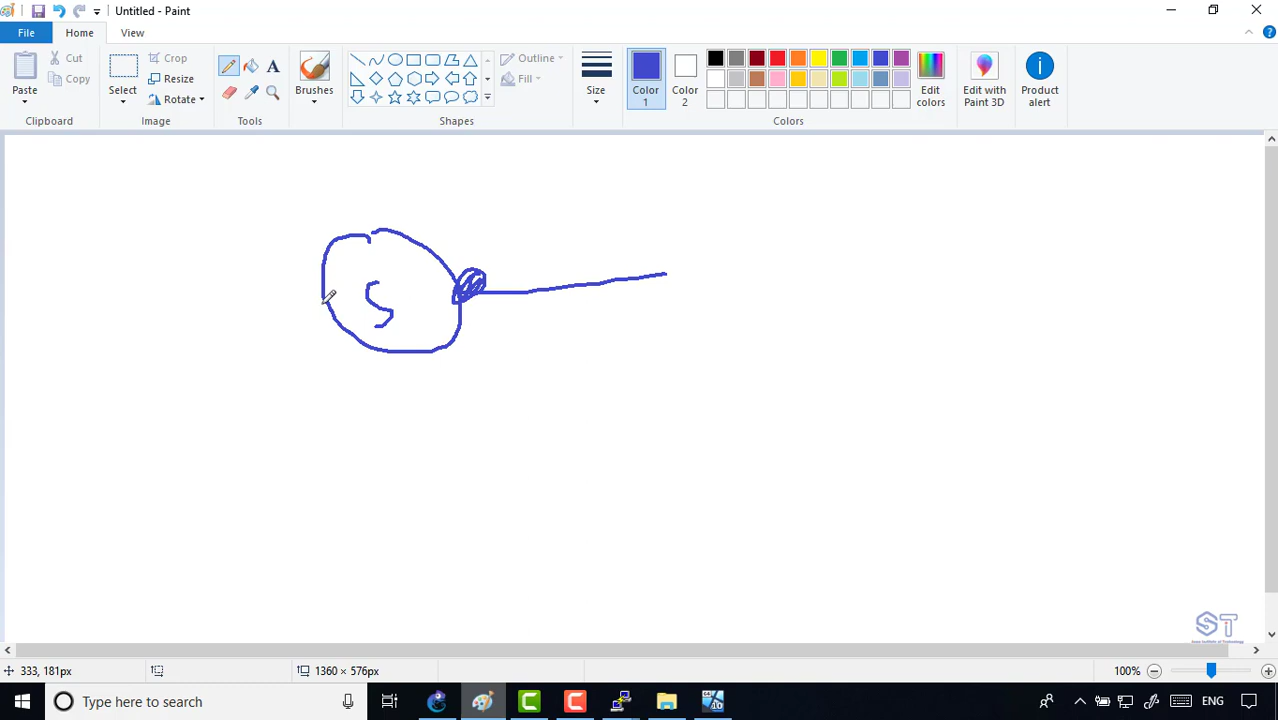 Untitled - Paint
File Home View
Paste
Cut
Copy
Clipboard
Select
Crop
Resize
Rotate
Image
A
Tools
Brushes
Shapes
Outline
Fill
Size
Color 1
Color 2
Edit colors
Colors
Edit with Paint 3D
Product alert
S
ST
333, 181px
1360 × 576px
100%
Type here to search
ENG